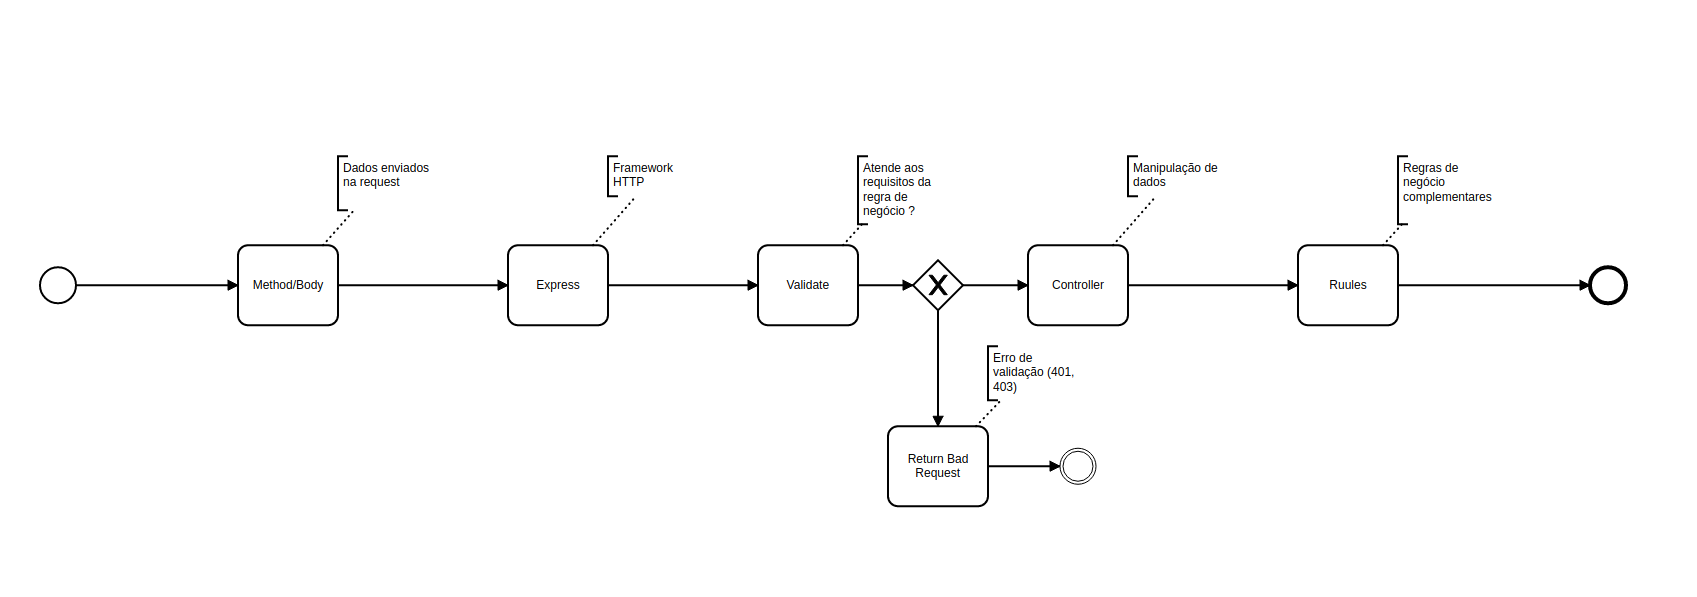 Dados enviados
na request
Framework
HTTP
Atende aos
requisitos da
regra de
negócio ?
Manipulação de
dados
Regras de
negócio
complementares
Method/Body
Express
Validate
X
Controller
Ruules
Erro de
validação (401,
403)
Return Bad
Request